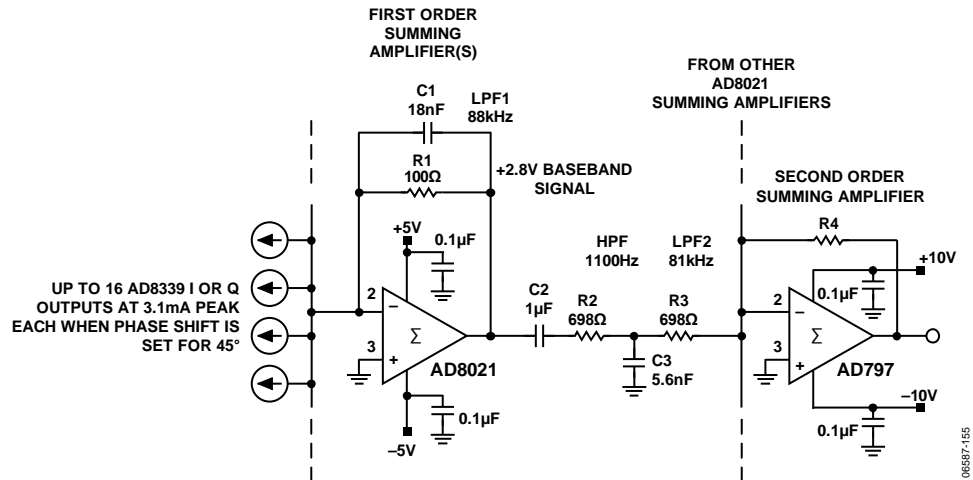 FIRST ORDER
SUMMING
AMPLIFIER(S)
FROM OTHER
AD8021
SUMMING AMPLIFIERS
C1
18nF
LPF1
88kHz
R1
100Ω
+2.8V BASEBAND
SIGNAL
SECOND ORDER
SUMMING AMPLIFIER
R4
+5V
0.1µF
HPF
1100Hz
LPF2
81kHz
+10V
0.1µF
UP TO 16 AD8339 I OR Q
OUTPUTS AT 3.1mA PEAK
EACH WHEN PHASE SHIFT IS
SET FOR 45°
2
–
Σ
3
+
AD8021
C2
1µF
R2
698Ω
R3
698Ω
C3
5.6nF
2
–
Σ
3
+
AD797
0.1µF
–5V
–10V
0.1µF
06587-155